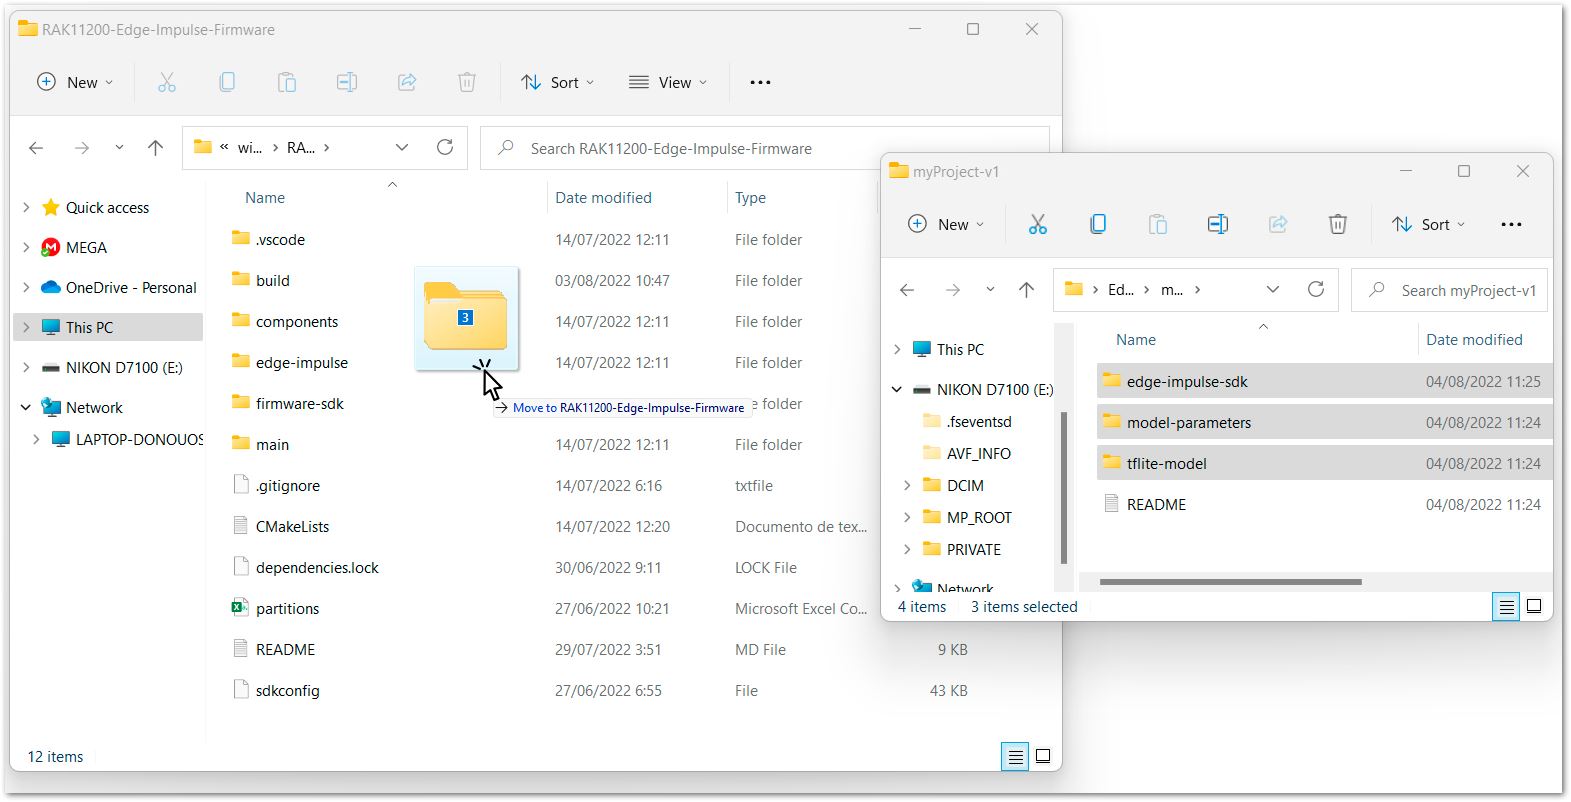 RAK11200-Edge-Impulse-Firmware
New
Sort
View
« wi... RA...
Search RAK11200-Edge-Impulse-Firmware
Quick access
MEGA
OneDrive - Personal
This PC
NIKON D7100 (E:)
Network
LAPTOP-DONUOS
Name Date modified Type
.vscode 14/07/2022 12:11 File folder
build 03/08/2022 10:47 File folder
components 14/07/2022 12:11 File folder
edge-impulse 14/07/2022 12:11 File folder
firmware-sdk e folder
main 14/07/2022 12:11 File folder
.gitignore 14/07/2022 6:16 txtfile
CMakeLists 14/07/2022 12:20 Documento de tex...
dependencies.lock 30/06/2022 9:11 LOCK File
partitions 27/06/2022 10:21 Microsoft Excel Co...
README 29/07/2022 3:51 MD File 9 KB
sdkconfig 27/06/2022 6:55 File 43 KB
3
Move to RAK11200-Edge-Impulse-Firmware
12 items
myProject-v1
New
Sort
Ed... m...
Search myProject-v1
This PC
NIKON D7100 (E:)
.fseventsd
AVF_INFO
DCIM
MP_ROOT
PRIVATE
Network
Name Date modified
edge-impulse-sdk 04/08/2022 11:25
model-parameters 04/08/2022 11:24
tflite-model 04/08/2022 11:24
README 04/08/2022 11:24
4 items 3 items selected